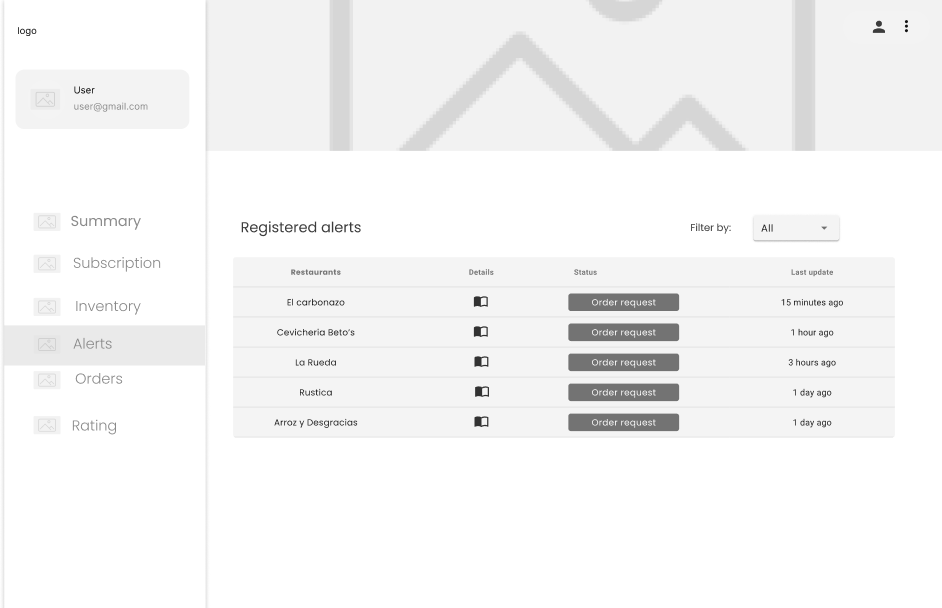 logo
User
user@gmail.com
Summary
Subscription
Inventory
Alerts
Orders
Rating
Registered alerts
Filter by:
All
Restaurants Details Status Last update
El carbonazo Order request 15 minutes ago
Cevicheria Beto's Order request 1 hour ago
La Rueda Order request 3 hours ago
Rustica Order request 1 day ago
Arroz y Desgracias Order request 1 day ago